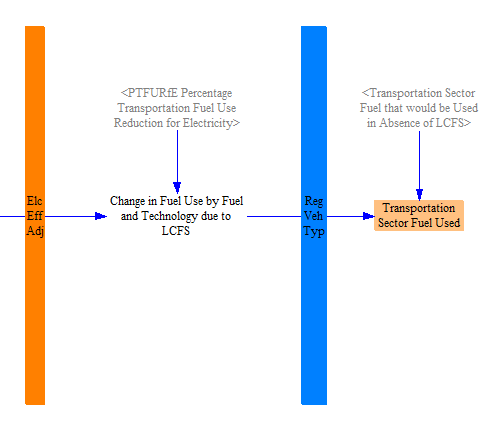 <PTFURfE Percentage
Transportation Fuel Use
Reduction for Electricity>
<Transportation Sector
Fuel that would be Used
in Absence of LCFS>
Elc
Eff
Adj
Change in Fuel Use by Fuel
and Technology due to
LCFS
Reg
Veh
Typ
Transportation
Sector Fuel Used